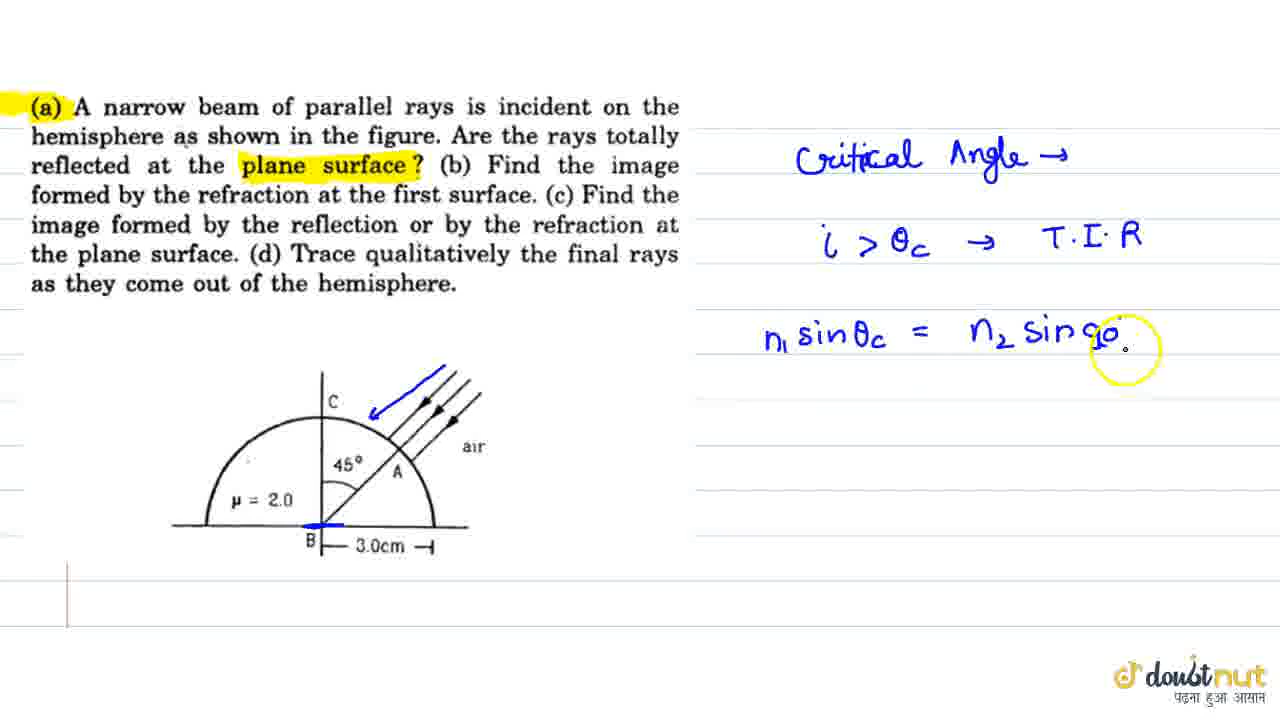 (a) A narrow beam of parallel rays is incident on the
hemisphere as shown in the figure. Are the rays totally
reflected at the plane surface? (b) Find the image
formed by the refraction at the first surface. (c) Find the
image formed by the reflection or by the refraction at
the plane surface. (d) Trace qualitatively the final rays
as they come out of the hemisphere.
Critical Angle →
i > θc → T.I.R
n₁ sinθc = n₂ sin90°
C
45°
A
air
μ = 2.0
B
3.0cm
doubtnut
पढ़ना हुआ आसान